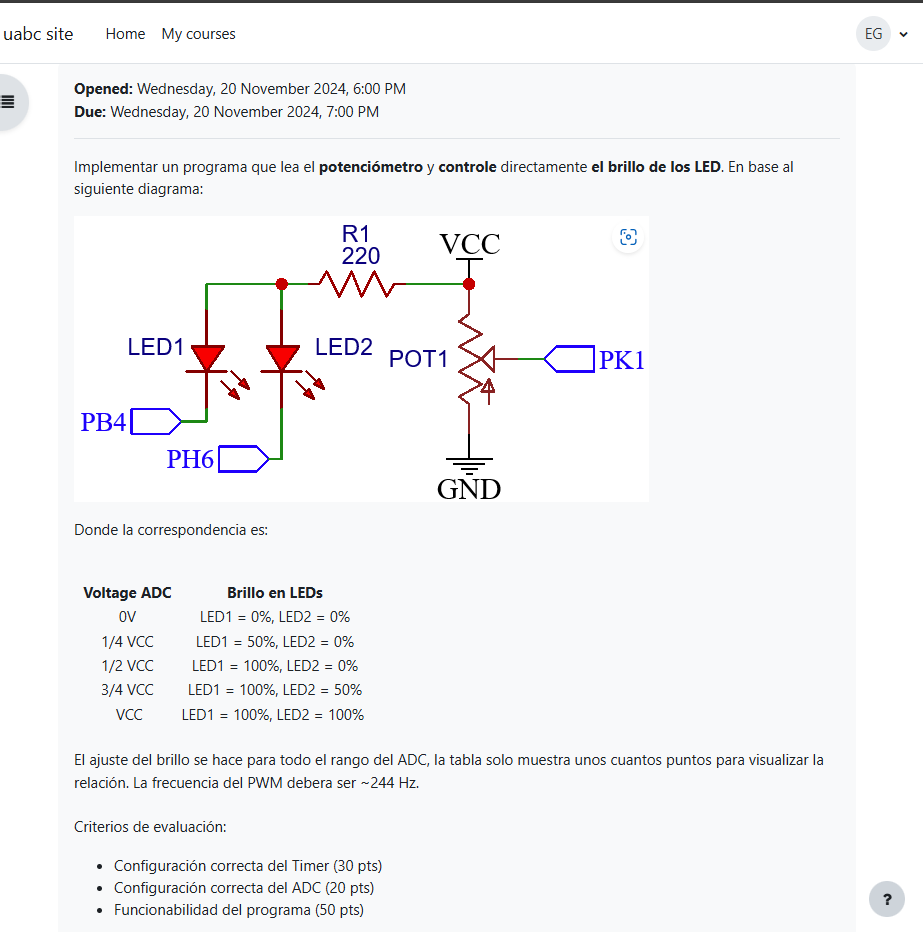 uabc site Home My courses EG
Opened: Wednesday, 20 November 2024, 6:00 PM
Due: Wednesday, 20 November 2024, 7:00 PM
Implementar un programa que lea el potenciómetro y controle directamente el brillo de los LED. En base al
siguiente diagrama:
R1
220
VCC
LED1
LED2
POT1
PK1
PB4
PH6
GND
Donde la correspondencia es:
Voltage ADC Brillo en LEDs
0V LED1 = 0%, LED2 = 0%
1/4 VCC LED1 = 50%, LED2 = 0%
1/2 VCC LED1 = 100%, LED2 = 0%
3/4 VCC LED1 = 100%, LED2 = 50%
VCC LED1 = 100%, LED2 = 100%
El ajuste del brillo se hace para todo el rango del ADC, la tabla solo muestra unos cuantos puntos para visualizar la
relación. La frecuencia del PWM debera ser ~244 Hz.
Criterios de evaluación:
• Configuración correcta del Timer (30 pts)
• Configuración correcta del ADC (20 pts)
• Funcionabilidad del programa (50 pts)
?